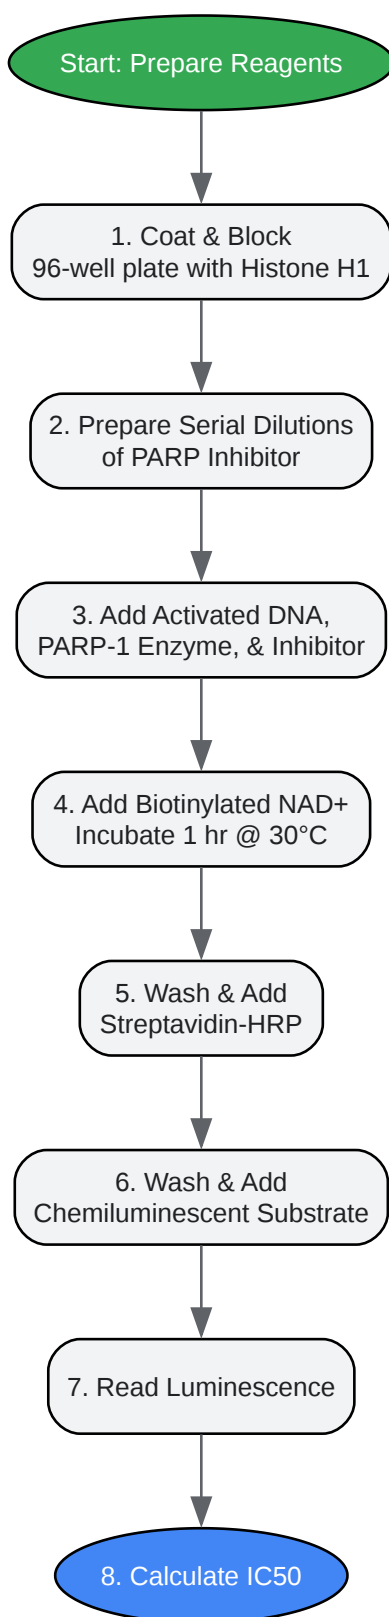 Start: Prepare Reagents
1. Coat & Block
96-well plate with Histone H1
2. Prepare Serial Dilutions
of PARP Inhibitor
3. Add Activated DNA,
PARP-1 Enzyme, & Inhibitor
4. Add Biotinylated NAD+
Incubate 1 hr @ 30°C
5. Wash & Add
Streptavidin-HRP
6. Wash & Add
Chemiluminescent Substrate
7. Read Luminescence
8. Calculate IC50